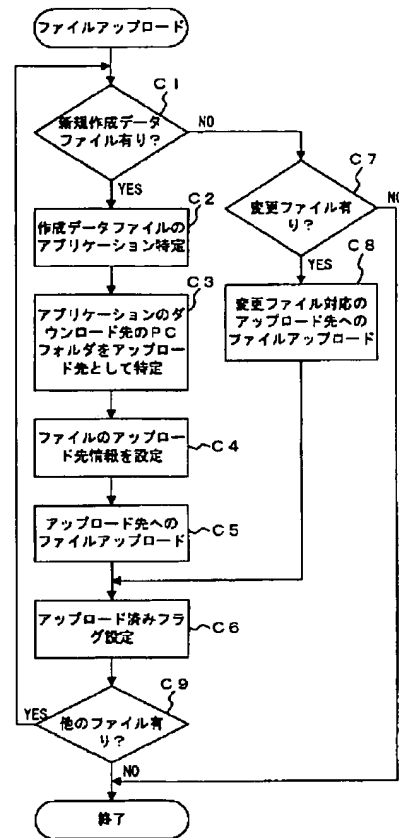 ファイルアップロード
C1
新規作成データ
ファイル有り?
NO
YES
C7
変更ファイル有
り?
NO
YES
C2
作成データファイルの
アプリケーション特定
C8
変更ファイル対応の
アップロード先への
ファイルアップロード
C3
アプリケーションのダ
ウンロード先のPC
フォルダをアップロー
ド先として特定
ファイルのアップロー
ド先情報を設定
C4
アップロード先への
ファイルアップロード
C5
アップロード済みフラ
グ設定
C6
C9
YES
他のファイル有
り?
NO
終了